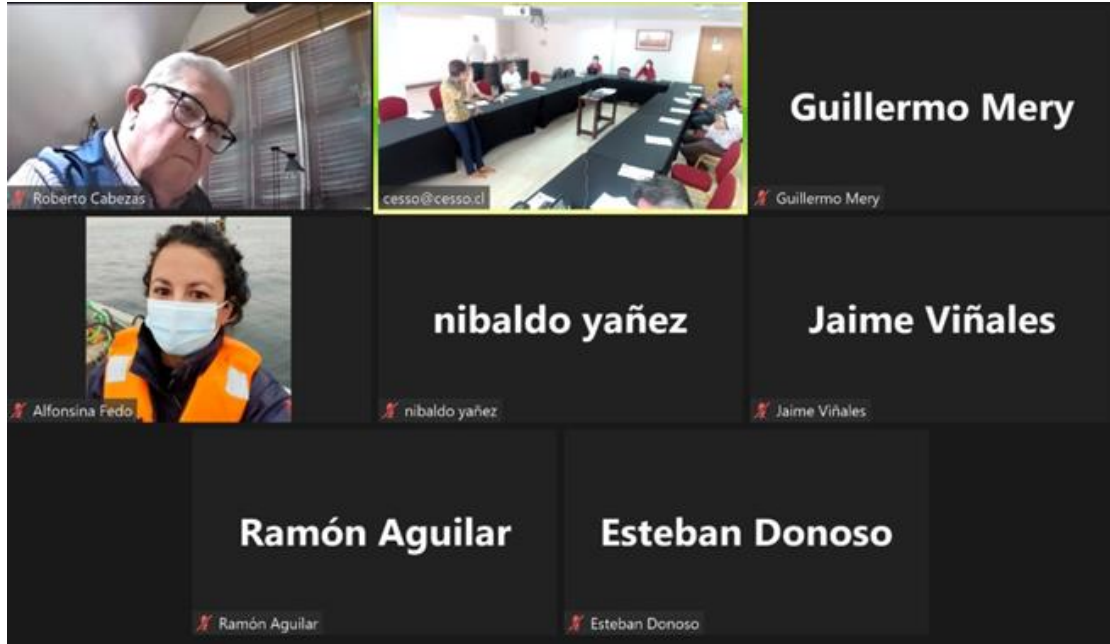 Roberto Cabezas
cesso@cesso.cl
Guillermo Mery
Guillermo Mery
Alfonsina Fedo
nibaldo yañez
nibaldo yañez
Jaime Viñales
Jaime Viñales
Ramón Aguilar
Ramón Aguilar
Esteban Donoso
Esteban Donoso